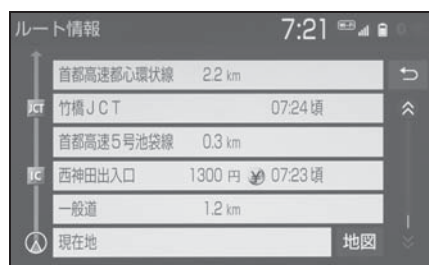 ルート情報 7:21
首都高速都心環状線 2.2 km
JCT 竹橋JCT 07:24頃
首都高速5号池袋線 0.3 km
IC 西神田出入口 1300 円 07:23頃
一般道 1.2 km
現在地 地図